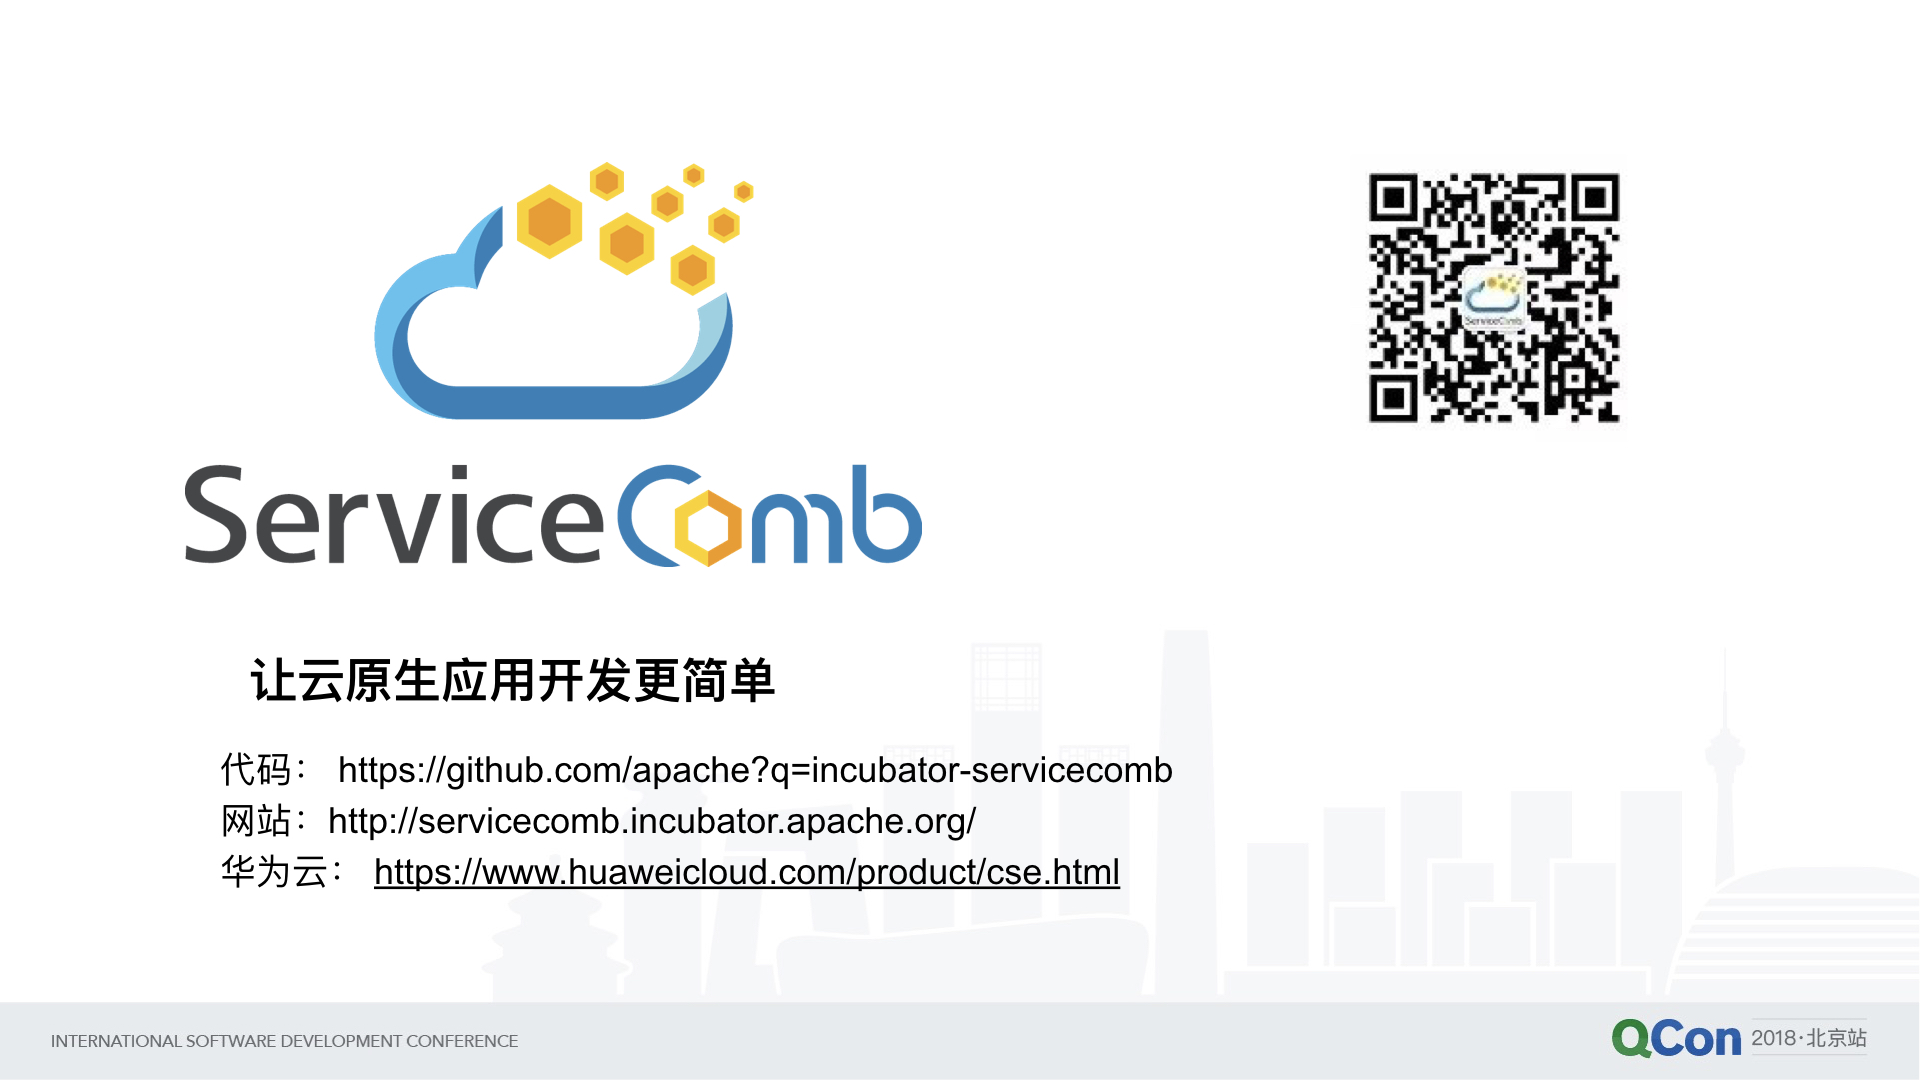 ServiceComb
让云原生应用开发更简单
代码： https://github.com/apache?q=incubator-servicecomb
网站：http://servicecomb.incubator.apache.org/
华为云： https://www.huaweicloud.com/product/cse.html
ServiceComb
INTERNATIONAL SOFTWARE DEVELOPMENT CONFERENCE
QCon 2018·北京站